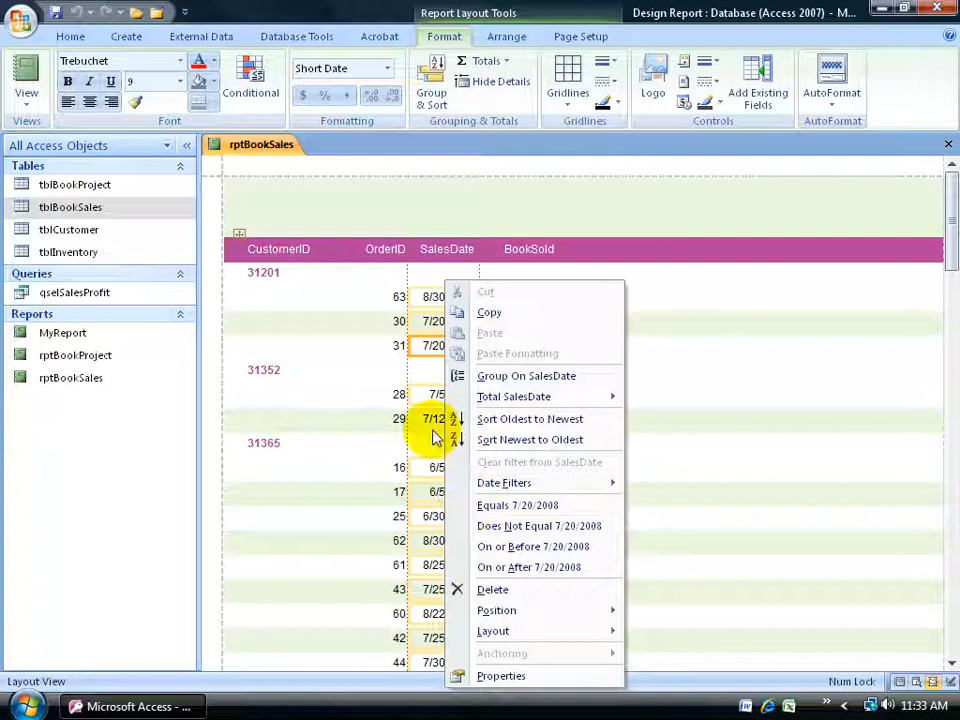 Report Layout Tools
Design Report : Database (Access 2007) - M...
Home
Create
External Data
Database Tools
Acrobat
Format
Arrange
Page Setup
View
Views
Trebuchet
B I U 9
Font
Conditional
Short Date
$ % ,
Formatting
Group & Sort
Σ Totals
Hide Details
Grouping & Totals
Gridlines
Gridlines
Logo
Add Existing Fields
Controls
AutoFormat
AutoFormat
All Access Objects
Tables
tblBookProject
tblBookSales
tblCustomer
tblInventory
Queries
qselSalesProfit
Reports
MyReport
rptBookProject
rptBookSales
rptBookSales
CustomerID OrderID SalesDate BookSold
31201
63 8/30
30 7/20
31 7/20
31352
28 7/5
29 7/12
31365
16 6/5
17 6/5
25 6/30
62 8/30
61 8/25
43 7/25
60 8/22
42 7/25
44 7/30
Cut
Copy
Paste
Paste Formatting
Group On SalesDate
Total SalesDate
Sort Oldest to Newest
Sort Newest to Oldest
Clear filter from SalesDate
Date Filters
Equals 7/20/2008
Does Not Equal 7/20/2008
On or Before 7/20/2008
On or After 7/20/2008
Delete
Position
Layout
Anchoring
Properties
Layout View
Num Lock
Microsoft Access - ...
11:33 AM